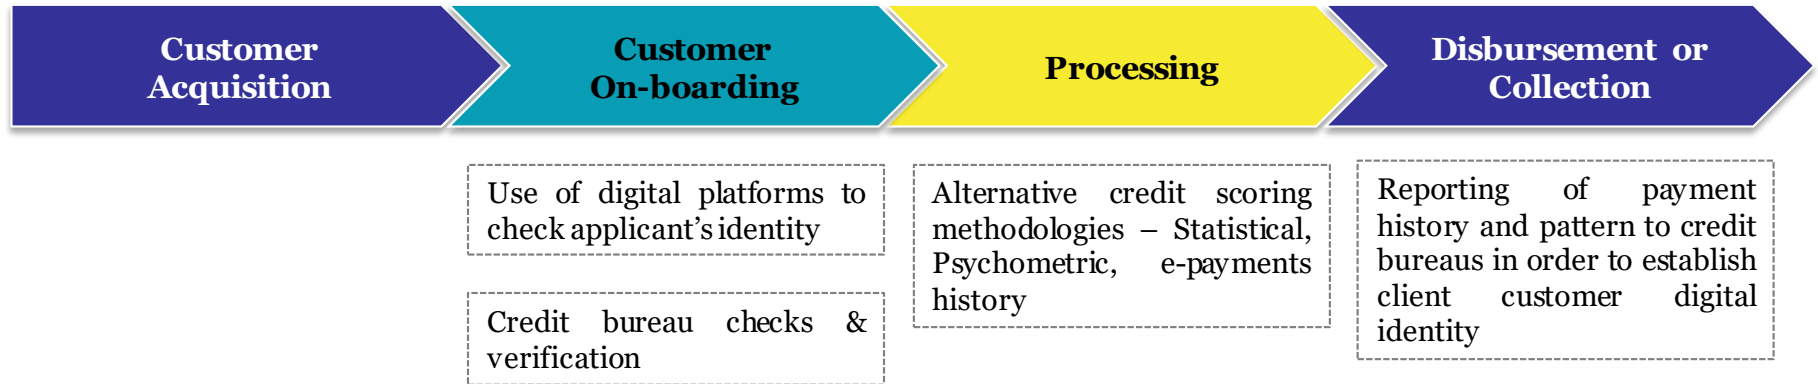 Customer
Acquisition
Customer
On-boarding
Processing
Disbursement or
Collection
Use of digital platforms to
check applicant's identity
Credit bureau checks &
verification
Alternative credit scoring
methodologies – Statistical,
Psychometric, e-payments
history
Reporting of payment
history and pattern to credit
bureaus in order to establish
client customer digital
identity